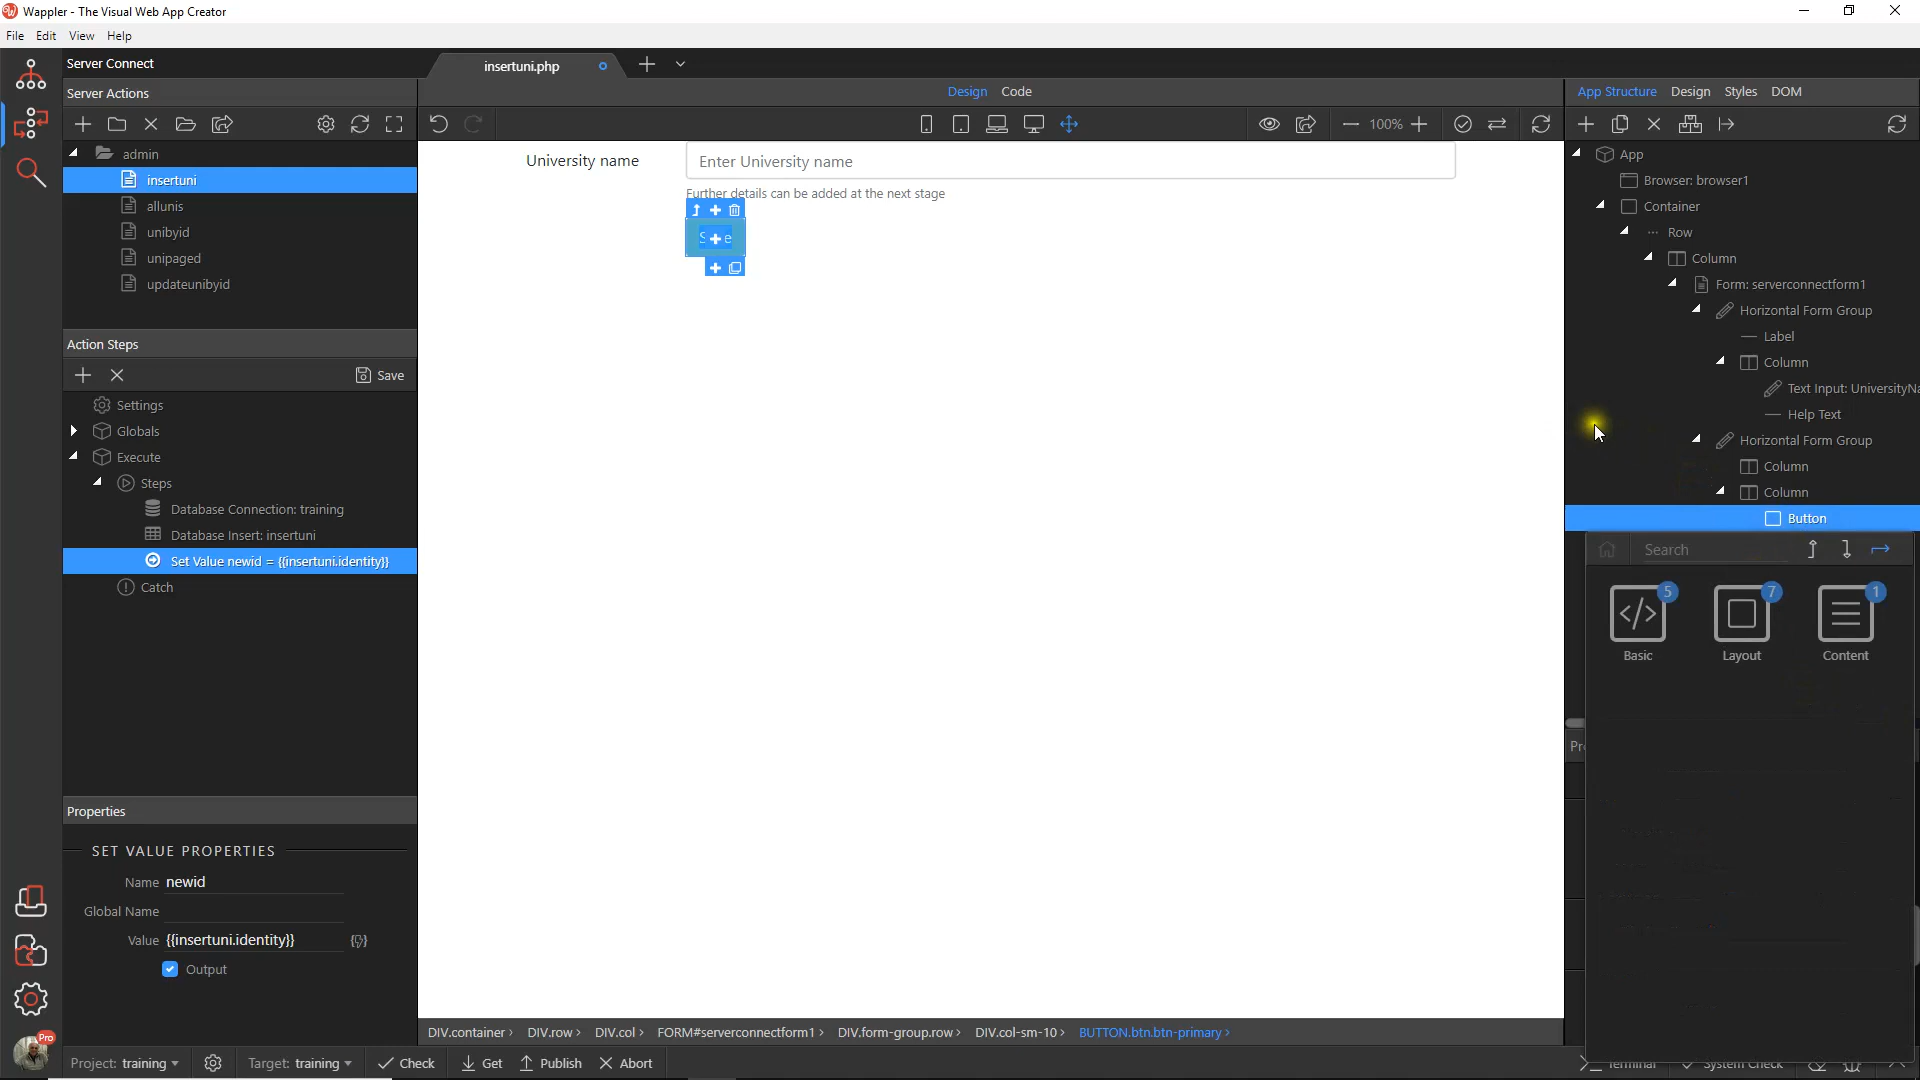 Wappler - The Visual Web App Creator
File Edit View Help
Server Connect
Server Actions
admin
insertuni
allunis
unibyid
unipaged
updateunibyid
Action Steps
Save
Settings
Globals
Execute
Steps
Database Connection: training
Database Insert: insertuni
Set Value newid = {{insertuni.identity}}
Catch
Properties
SET VALUE PROPERTIES
Name newid
Global Name
Value {{insertuni.identity}}
Output
insertuni.php
Design Code
100%
University name
Enter University name
Further details can be added at the next stage
DIV.container > DIV.row > DIV.col > FORM#serverconnectform1 > DIV.form-group.row > DIV.col-sm-10 > BUTTON.btn.btn-primary >
App Structure Design Styles DOM
App
Browser: browser1
Container
Row
Column
Form: serverconnectform1
Horizontal Form Group
Label
Column
Text Input: UniversityNa
Help Text
Horizontal Form Group
Column
Column
Button
Search
5 7 1
Basic Layout Content
Pro
Project: training Target: training Check Get Publish Abort Terminal System Check